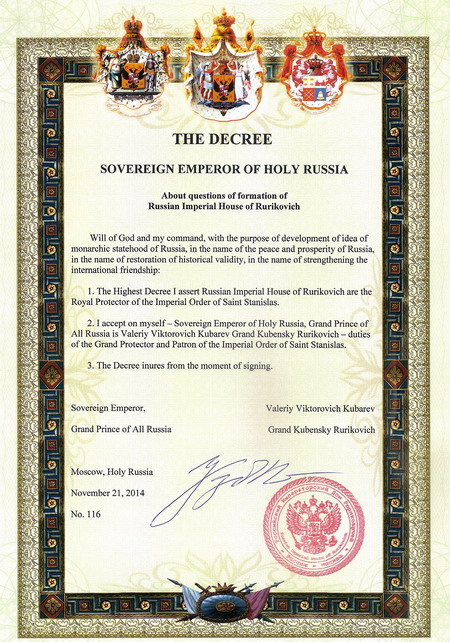 THE DECREE
SOVEREIGN EMPEROR OF HOLY RUSSIA
About questions of formation of
Russian Imperial House of Rurikovich
Will of God and my command, with the purpose of development of idea of
monarchic statehood of Russia, in the name of the peace and prosperity of Russia,
in the name of restoration of historical validity, in the name of strengthening the
international friendship:
1. The Highest Decree I assert Russian Imperial House of Rurikovich are the
Royal Protector of the Imperial Order of Saint Stanislas.
2. I accept on myself – Sovereign Emperor of Holy Russia, Grand Prince of
All Russia is Valeriy Viktorovich Kubarev Grand Kubensky Rurikovich – duties
of the Grand Protector and Patron of the Imperial Order of Saint Stanislas.
3. The Decree inures from the moment of signing.
Sovereign Emperor, Valeriy Viktorovich Kubarev
Grand Prince of All Russia Grand Kubensky Rurikovich
Moscow, Holy Russia
November 21, 2014
No. 116